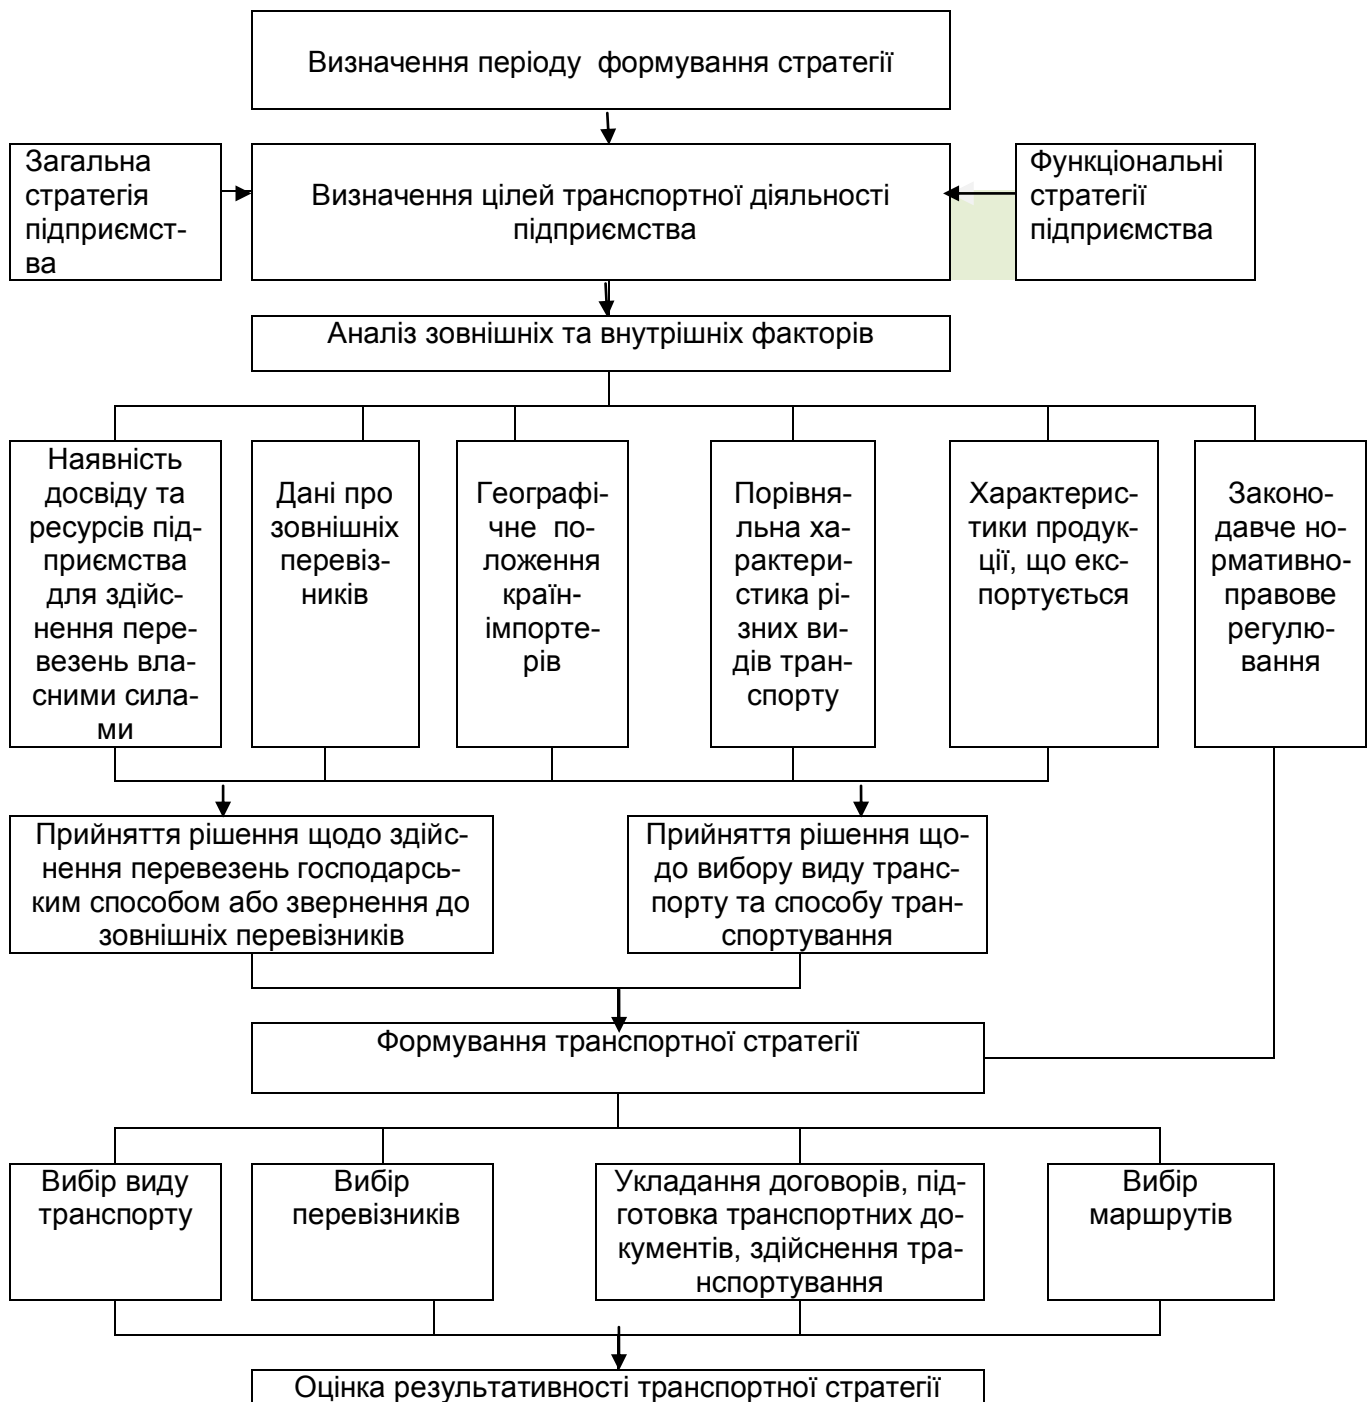 Визначення періоду формування стратегії
Загальна
стратегія
підприємст-
ва
Визначення цілей транспортної діяльності
підприємства
Функціональні
стратегії
підприємства
Аналіз зовнішніх та внутрішніх факторів
Наявність
досвіду та
ресурсів під-
приємства
для здійс-
нення пере-
везень вла-
сними сила-
ми
Дані про
зовнішніх
перевіз-
ників
Географі-
чне по-
ложення
країн-
імпорте-
рів
Порівня-
льна ха-
рактери-
стика рі-
зних ви-
дів тран-
спорту
Характерис-
тики продук-
ції, що екс-
портується
Законо-
давче но-
рмативно-
правове
регулю-
вання
Прийняття рішення щодо здійс-
нення перевезень господарсь-
ким способом або звернення до
зовнішніх перевізників
Прийняття рішення що-
до вибору виду транс-
порту та способу тран-
спортування
Формування транспортної стратегії
Вибір виду
транспорту
Вибір
перевізників
Укладання договорів, під-
готовка транспортних до-
кументів, здійснення тра-
нспортування
Вибір
маршрутів
Оцінка результативності транспортної стратегії